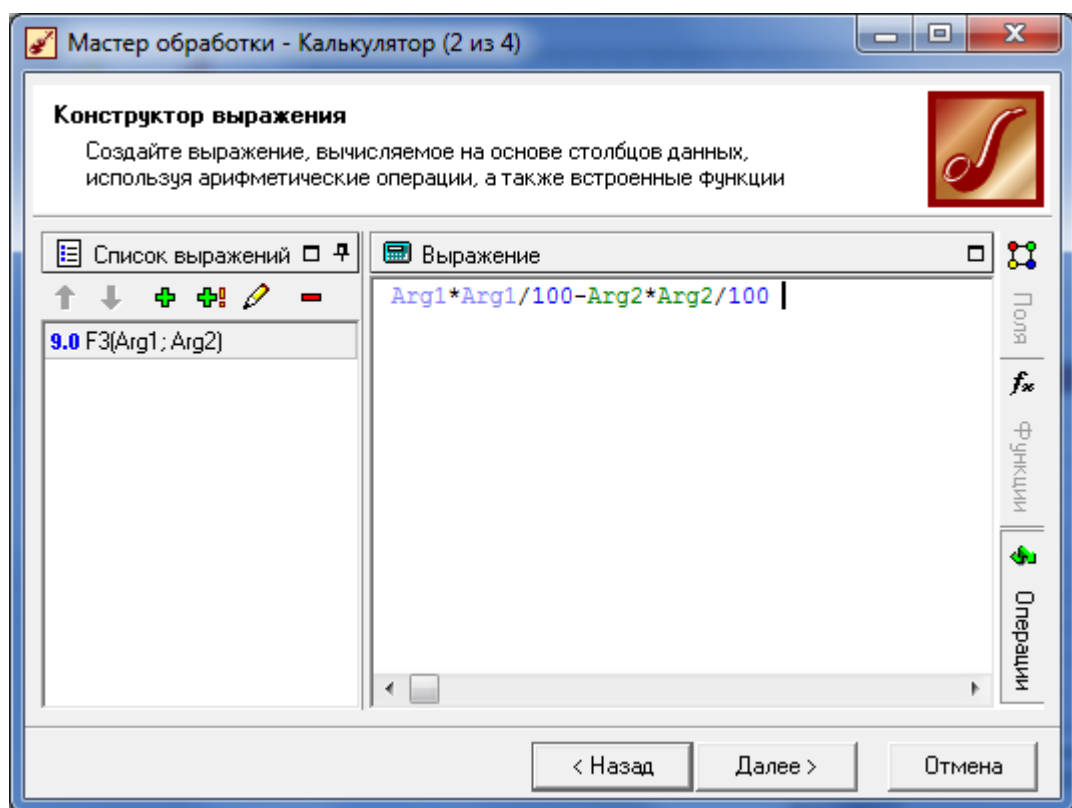 Мастер обработки - Калькулятор (2 из 4)
Конструктор выражения
Создайте выражение, вычисляемое на основе столбцов данных,
используя арифметические операции, а также встроенные функции
Список выражений
9.0 F3(Arg1; Arg2)
Выражение
Arg1*Arg1/100-Arg2*Arg2/100
Поля
fx
Функции
Операции
< Назад
Далее >
Отмена